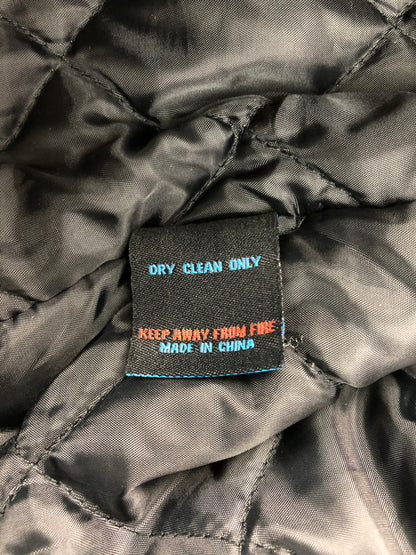 DRY CLEAN ONLY
KEEP AWAY FROM FIRE
MADE IN CHINA